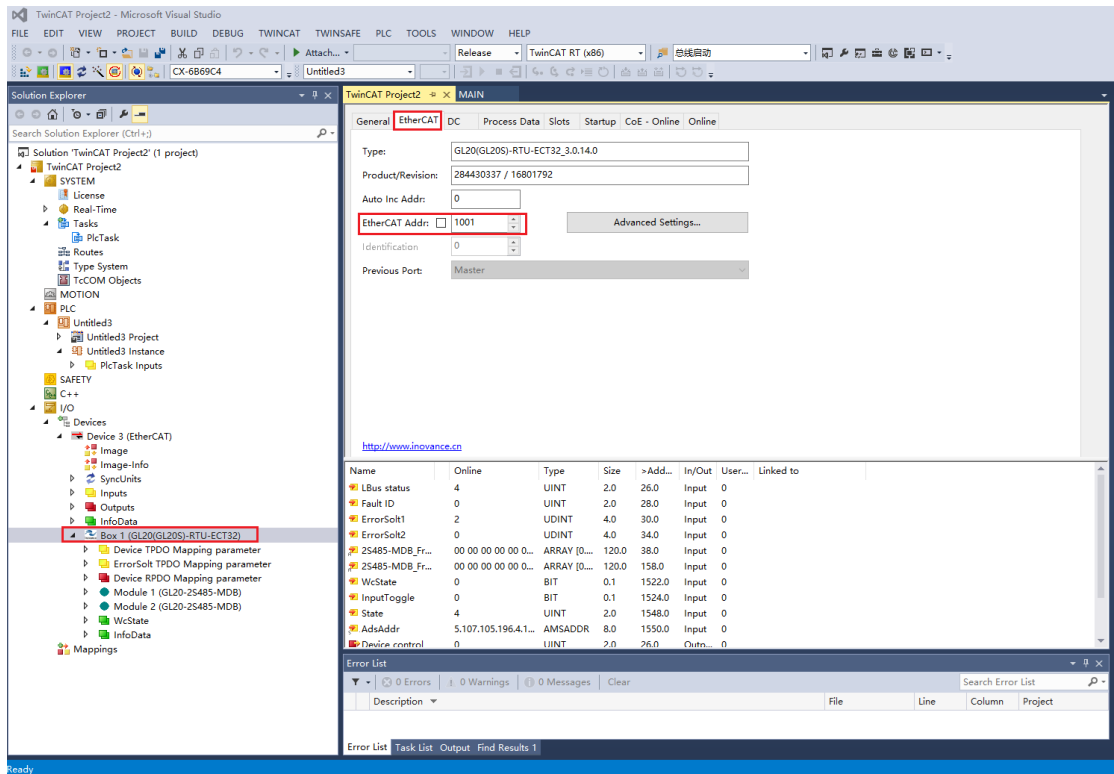 TwinCAT Project2 - Microsoft Visual Studio
FILE EDIT VIEW PROJECT BUILD DEBUG TWINCAT TWINSAFE PLC TOOLS WINDOW HELP
Attach... Release TwinCAT RT (x86) 总线启动
CX-6B69C4 Untitled3
Solution Explorer
Search Solution Explorer (Ctrl+;)
Solution 'TwinCAT Project2' (1 project)
TwinCAT Project2
SYSTEM
License
Real-Time
Tasks
PlcTask
Routes
Type System
TcCOM Objects
MOTION
PLC
Untitled3
Untitled3 Project
Untitled3 Instance
PlcTask Inputs
SAFETY
C++
I/O
Devices
Device 3 (EtherCAT)
Image
Image-Info
SyncUnits
Inputs
Outputs
InfoData
Box 1 (GL20(GL20S)-RTU-ECT32)
Device TPDO Mapping parameter
ErrorSolt TPDO Mapping parameter
Device RPDO Mapping parameter
Module 1 (GL20-2S485-MDB)
Module 2 (GL20-2S485-MDB)
WcState
InfoData
Mappings
TwinCAT Project2 MAIN
General EtherCAT DC Process Data Slots Startup CoE - Online Online
Type: GL20(GL20S)-RTU-ECT32_3.0.14.0
Product/Revision: 284430337 / 16801792
Auto Inc Addr: 0
EtherCAT Addr: 1001 Advanced Settings...
Identification 0
Previous Port: Master
http://www.inovance.cn
Name Online Type Size >Add... In/Out User... Linked to
LBus status 4 UINT 2.0 26.0 Input 0
Fault ID 0 UINT 2.0 28.0 Input 0
ErrorSolt1 2 UDINT 4.0 30.0 Input 0
ErrorSolt2 0 UDINT 4.0 34.0 Input 0
2S485-MDB_Fr... 00 00 00 00 00 0... ARRAY [0.... 120.0 38.0 Input 0
2S485-MDB_Fr... 00 00 00 00 00 0... ARRAY [0.... 120.0 158.0 Input 0
WcState 0 BIT 0.1 1522.0 Input 0
InputToggle 0 BIT 0.1 1524.0 Input 0
State 4 UINT 2.0 1548.0 Input 0
AdsAddr 5.107.105.196.4.1... AMSADDR 8.0 1550.0 Input 0
Device control 0 UINT 2.0 26.0 Outp... 0
Error List
0 Errors 0 Warnings 0 Messages Clear Search Error List
Description File Line Column Project
Error List Task List Output Find Results 1
Ready